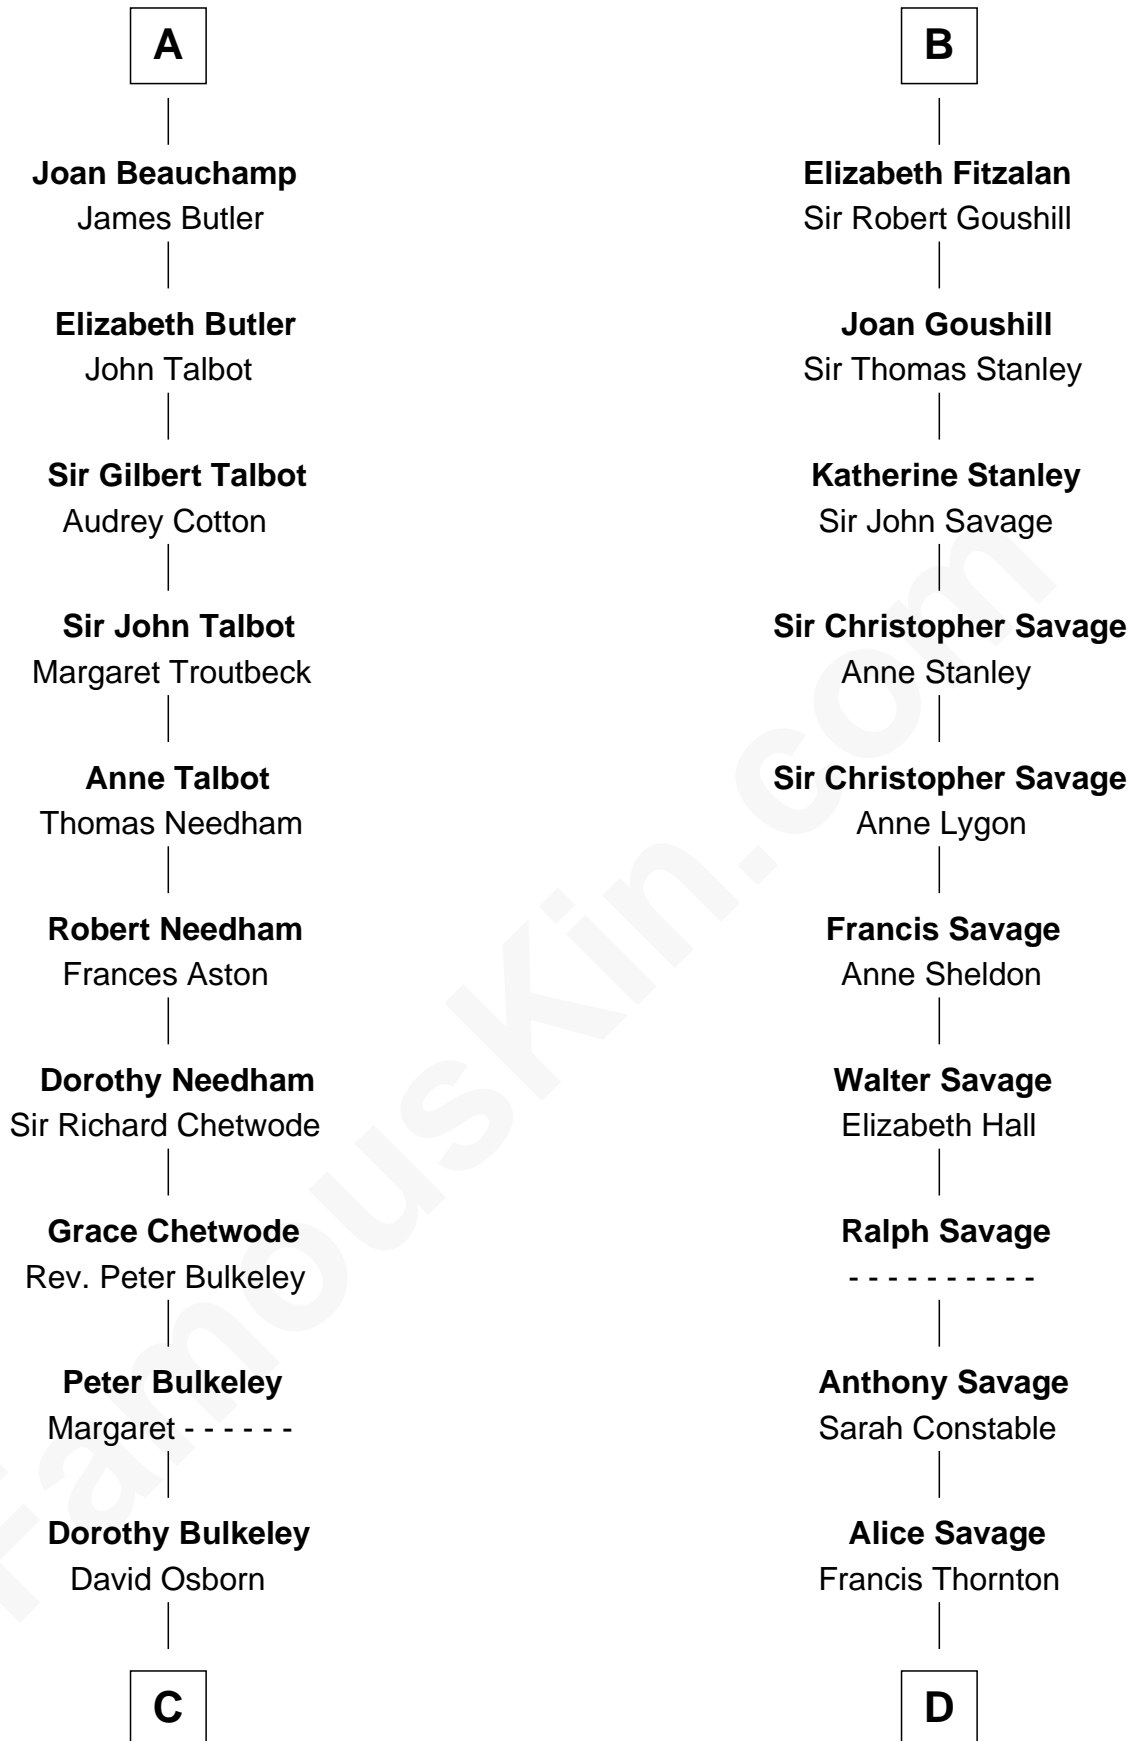 A
Joan Beauchamp
James Butler
Elizabeth Butler
John Talbot
Sir Gilbert Talbot
Audrey Cotton
Sir John Talbot
Margaret Troutbeck
Anne Talbot
Thomas Needham
Robert Needham
Frances Aston
Dorothy Needham
Sir Richard Chetwode
Grace Chetwode
Rev. Peter Bulkeley
Peter Bulkeley
Margaret - - - - - -
Dorothy Bulkeley
David Osborn
C
B
Elizabeth Fitzalan
Sir Robert Goushill
Joan Goushill
Sir Thomas Stanley
Katherine Stanley
Sir John Savage
Sir Christopher Savage
Anne Stanley
Sir Christopher Savage
Anne Lygon
Francis Savage
Anne Sheldon
Walter Savage
Elizabeth Hall
Ralph Savage
- - - - - - - - - -
Anthony Savage
Sarah Constable
Alice Savage
Francis Thornton
D
FamousKin.com